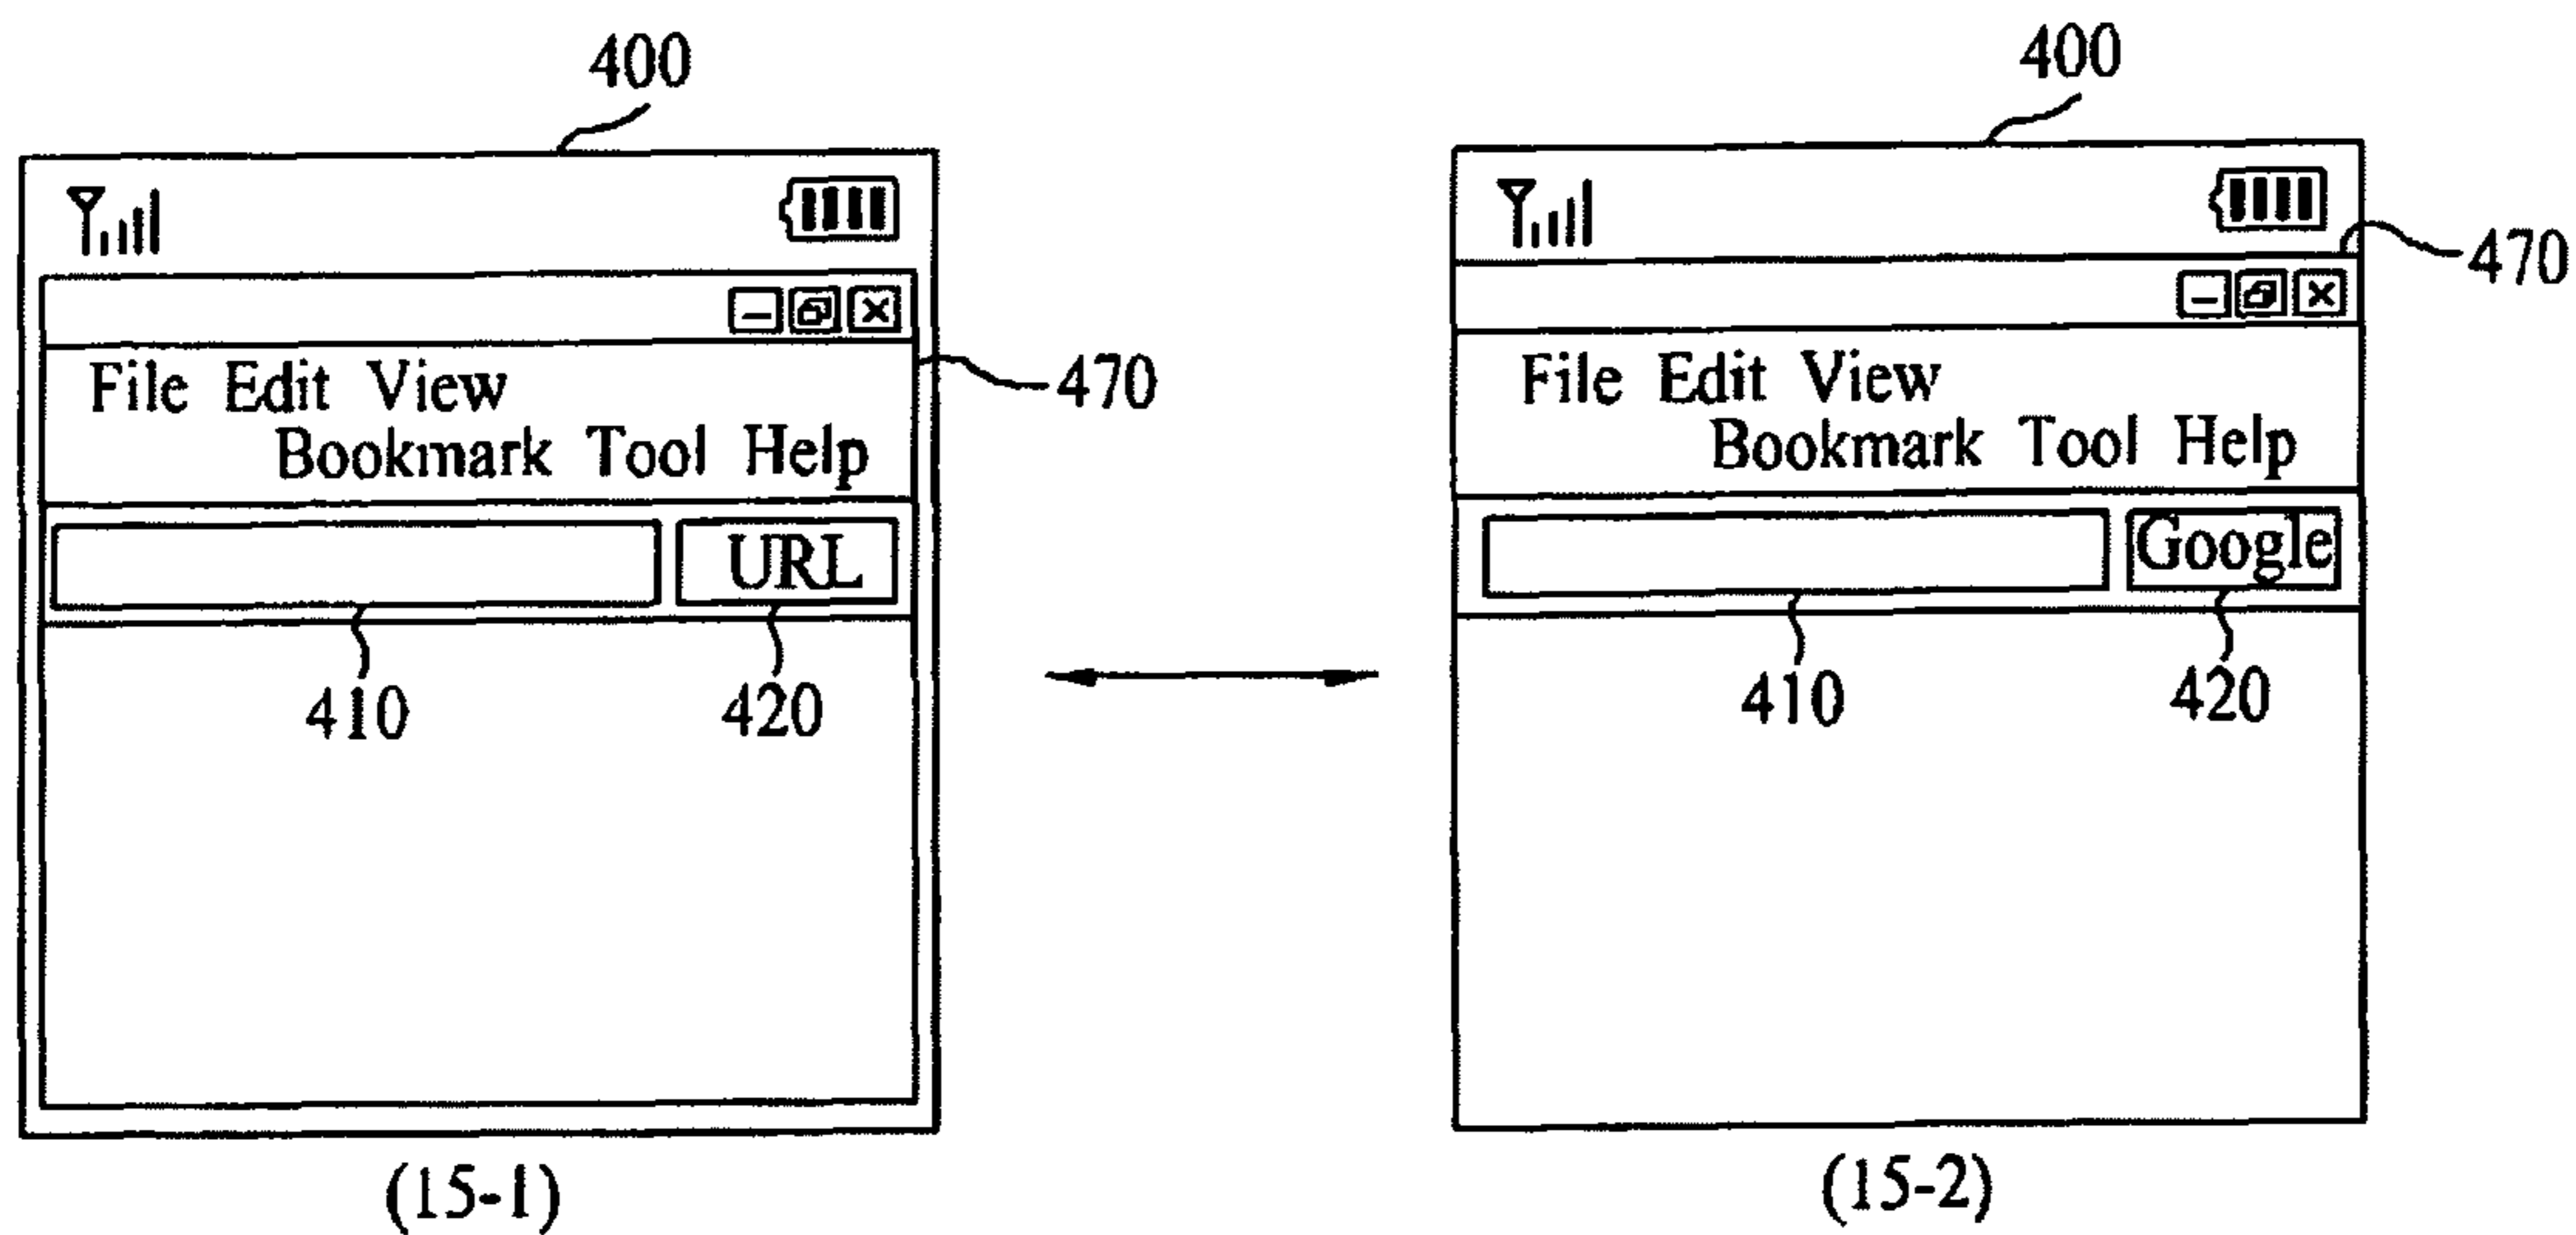 400
File Edit View
Bookmark Tool Help
470
URL
410
420
(15-1)
400
470
File Edit View
Bookmark Tool Help
Google
410
420
(15-2)